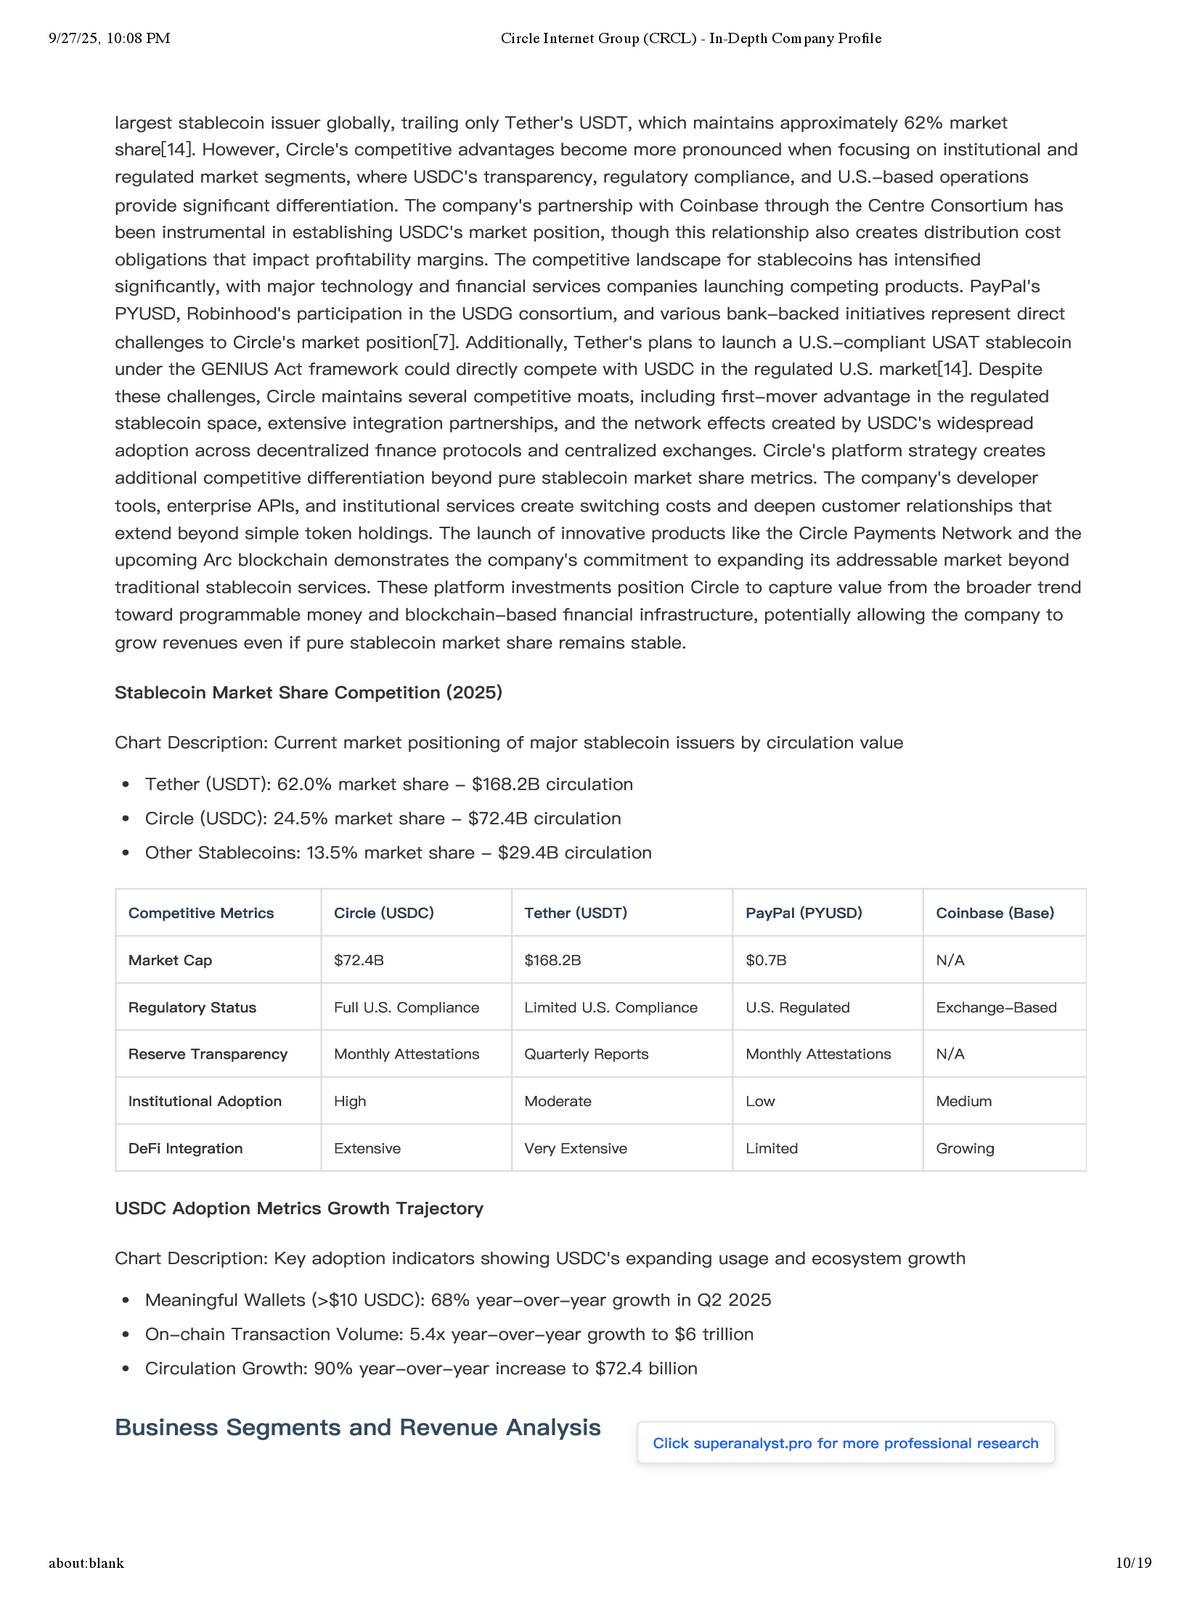 9/27/25, 10:08 PM
Circle Internet Group (CRCL) - In-Depth Company Profile
largest stablecoin issuer globally, trailing only Tether's USDT, which maintains approximately 62% market
share[14]. However, Circle's competitive advantages become more pronounced when focusing on institutional and
regulated market segments, where USDC's transparency, regulatory compliance, and U.S.–based operations
provide significant differentiation. The company's partnership with Coinbase through the Centre Consortium has
been instrumental in establishing USDC's market position, though this relationship also creates distribution cost
obligations that impact profitability margins. The competitive landscape for stablecoins has intensified
significantly, with major technology and financial services companies launching competing products. PayPal's
PYUSD, Robinhood's participation in the USDG consortium, and various bank–backed initiatives represent direct
challenges to Circle's market position[7]. Additionally, Tether's plans to launch a U.S.–compliant USAT stablecoin
under the GENIUS Act framework could directly compete with USDC in the regulated U.S. market[14]. Despite
these challenges, Circle maintains several competitive moats, including first–mover advantage in the regulated
stablecoin space, extensive integration partnerships, and the network effects created by USDC's widespread
adoption across decentralized finance protocols and centralized exchanges. Circle's platform strategy creates
additional competitive differentiation beyond pure stablecoin market share metrics. The company's developer
tools, enterprise APIs, and institutional services create switching costs and deepen customer relationships that
extend beyond simple token holdings. The launch of innovative products like the Circle Payments Network and the
upcoming Arc blockchain demonstrates the company's commitment to expanding its addressable market beyond
traditional stablecoin services. These platform investments position Circle to capture value from the broader trend
toward programmable money and blockchain–based financial infrastructure, potentially allowing the company to
grow revenues even if pure stablecoin market share remains stable.
Stablecoin Market Share Competition (2025)
Chart Description: Current market positioning of major stablecoin issuers by circulation value
• Tether (USDT): 62.0% market share – $168.2B circulation
• Circle (USDC): 24.5% market share – $72.4B circulation
• Other Stablecoins: 13.5% market share – $29.4B circulation
Competitive Metrics Circle (USDC) Tether (USDT) PayPal (PYUSD) Coinbase (Base)
Market Cap $72.4B $168.2B $0.7B N/A
Regulatory Status Full U.S. Compliance Limited U.S. Compliance U.S. Regulated Exchange–Based
Reserve Transparency Monthly Attestations Quarterly Reports Monthly Attestations N/A
Institutional Adoption High Moderate Low Medium
DeFi Integration Extensive Very Extensive Limited Growing
USDC Adoption Metrics Growth Trajectory
Chart Description: Key adoption indicators showing USDC's expanding usage and ecosystem growth
• Meaningful Wallets (>$10 USDC): 68% year–over–year growth in Q2 2025
• On–chain Transaction Volume: 5.4x year–over–year growth to $6 trillion
• Circulation Growth: 90% year–over–year increase to $72.4 billion
Business Segments and Revenue Analysis
Click superanalyst.pro for more professional research
about:blank
10/19